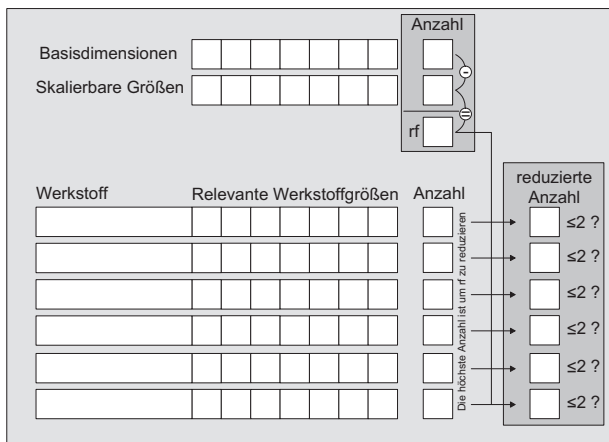 Anzahl
Basisdimensionen
Skalierbare Größen
-
=
rf
reduzierte
Anzahl
Werkstoff Relevante Werkstoffgrößen Anzahl
≤2 ?
≤2 ?
≤2 ?
≤2 ?
≤2 ?
≤2 ?
Die höchste Anzahl ist um rf zu reduzieren